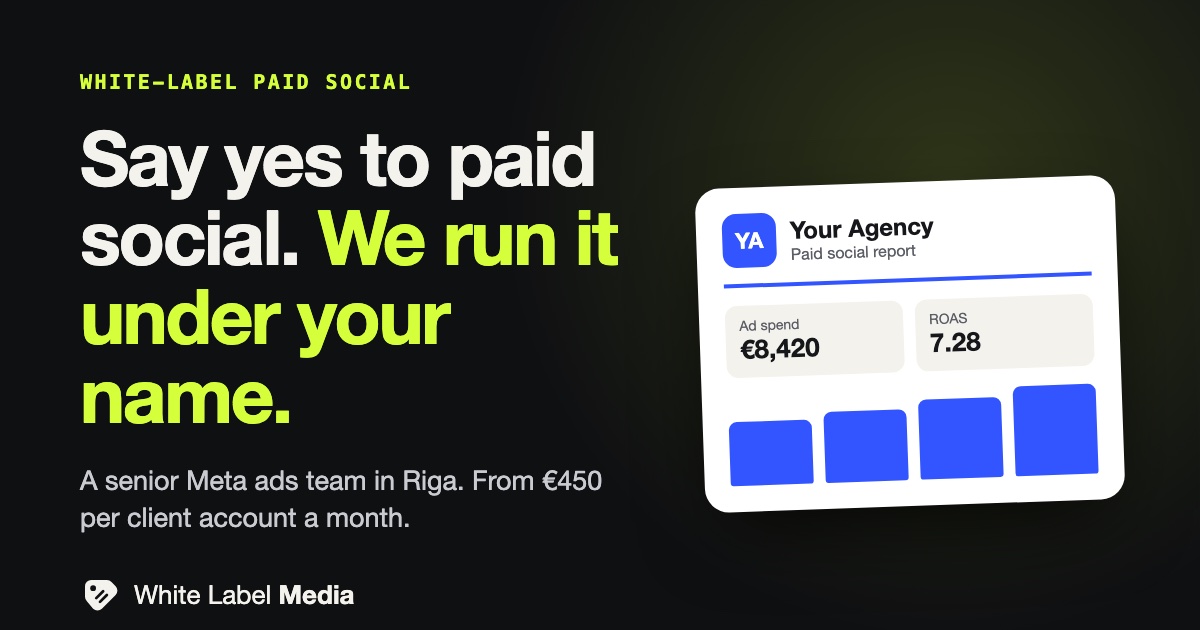 WHITE-LABEL PAID SOCIAL
Say yes to paid
social. We run it
under your
name.
A senior Meta ads team in Riga. From €450
per client account a month.
White Label Media
YA
Your Agency
Paid social report
Ad spend
€8,420
ROAS
7.28